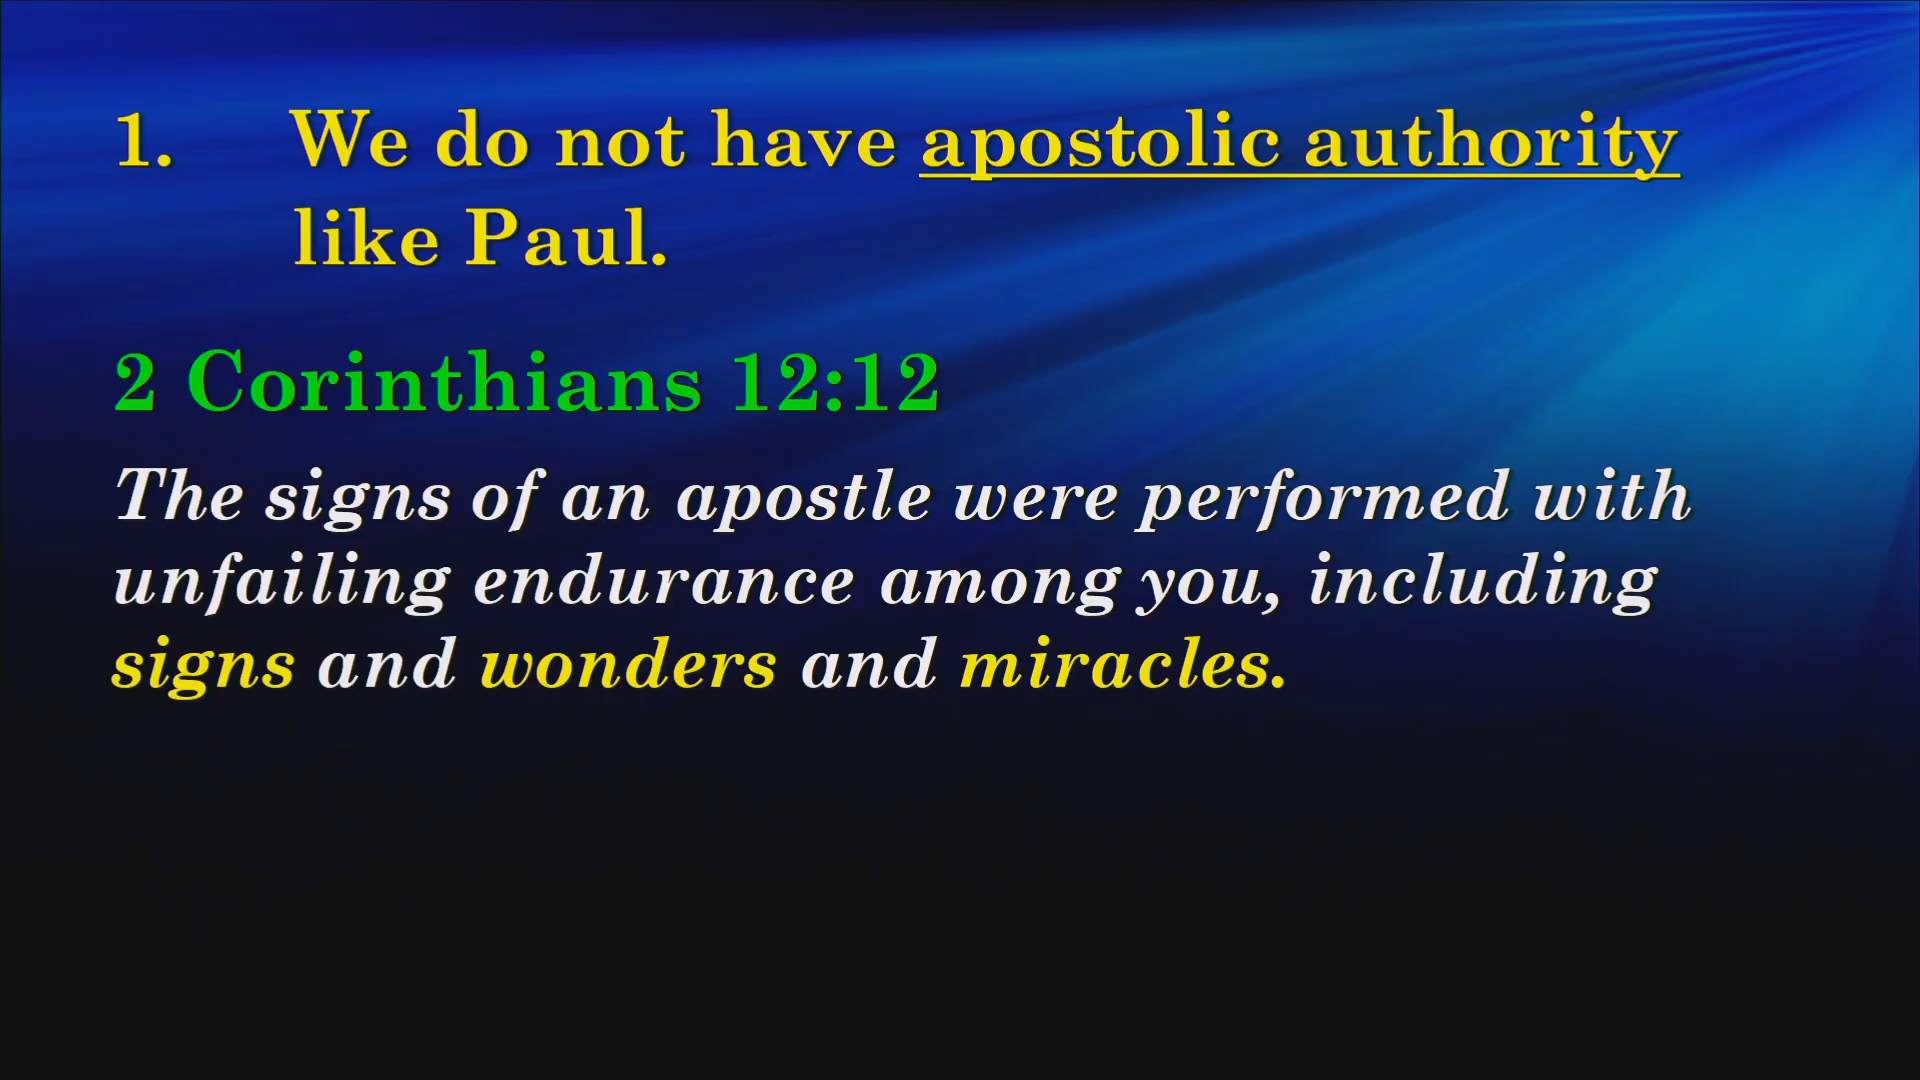 1. We do not have apostolic authority
like Paul.
2 Corinthians 12:12
The signs of an apostle were performed with
unfailing endurance among you, including
signs and wonders and miracles.